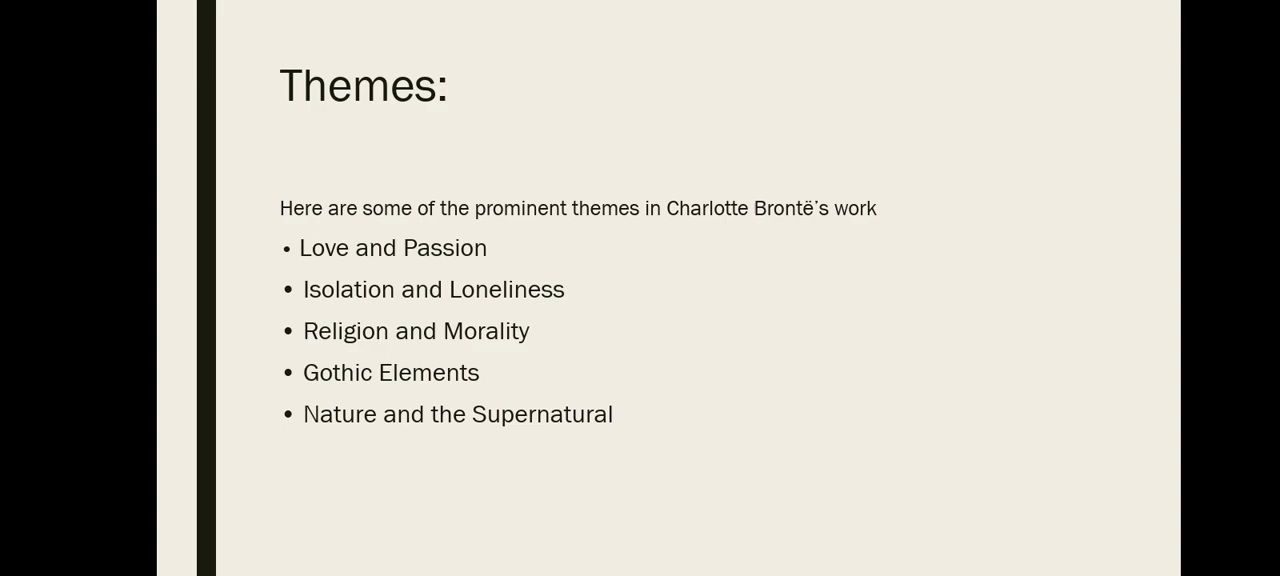 Themes:
Here are some of the prominent themes in Charlotte Brontë’s work
• Love and Passion
• Isolation and Loneliness
• Religion and Morality
• Gothic Elements
• Nature and the Supernatural